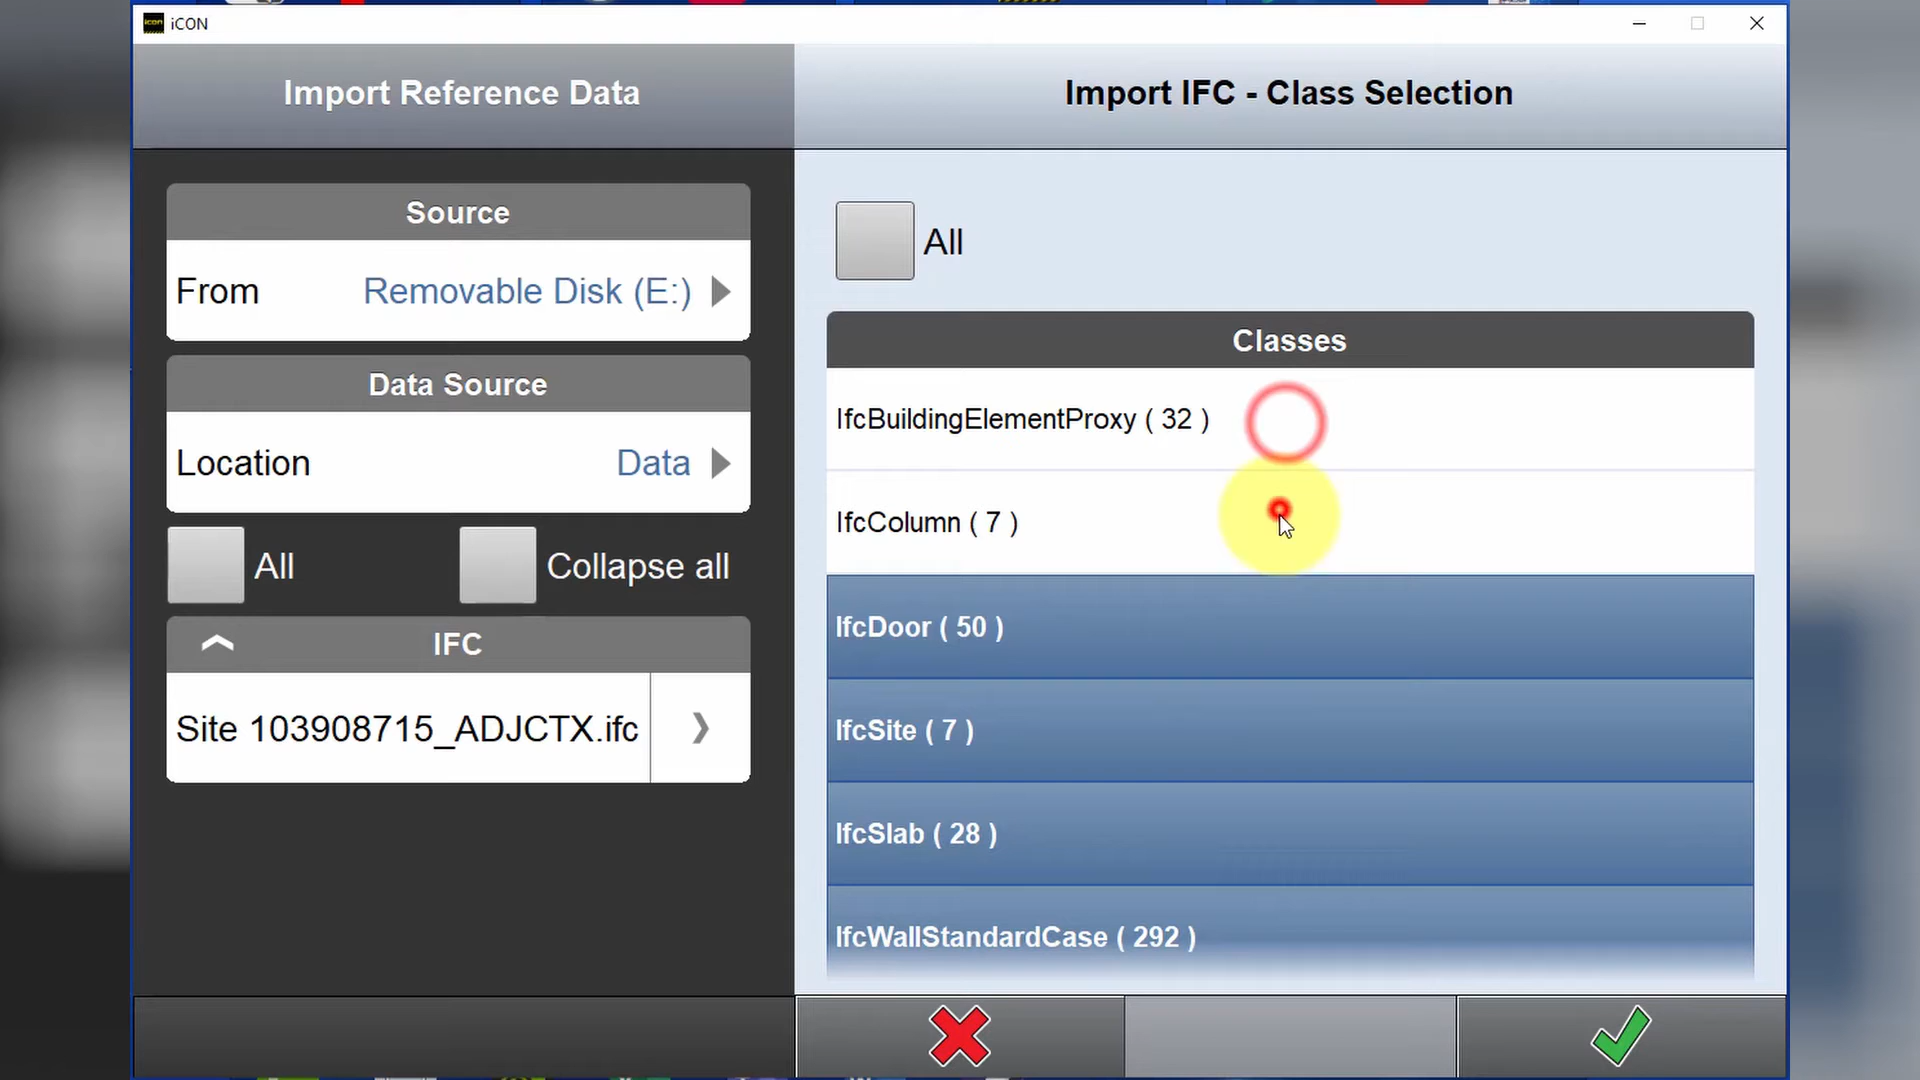 iCON
Import Reference Data
Import IFC - Class Selection
Source
From Removable Disk (E:)
Data Source
Location Data
All
Collapse all
IFC
Site 103908715_ADJCTX.ifc
All
Classes
IfcBuildingElementProxy ( 32 )
IfcColumn ( 7 )
IfcDoor ( 50 )
IfcSite ( 7 )
IfcSlab ( 28 )
IfcWallStandardCase ( 292 )